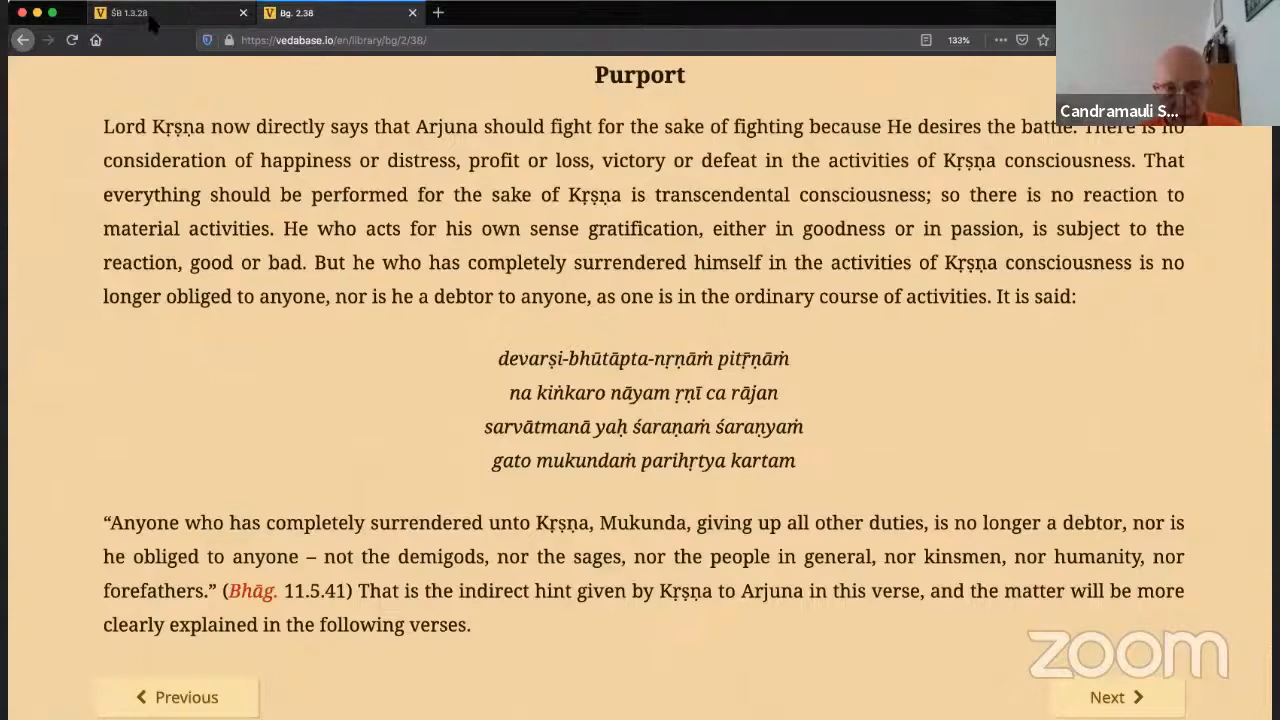 ŚB 1.3.28
Bg. 2.38
https://vedabase.io/en/library/bg/2/38/
133%
Candramauli S...
Purport
Lord Kṛṣṇa now directly says that Arjuna should fight for the sake of fighting because He desires the battle. There is no
consideration of happiness or distress, profit or loss, victory or defeat in the activities of Kṛṣṇa consciousness. That
everything should be performed for the sake of Kṛṣṇa is transcendental consciousness; so there is no reaction to
material activities. He who acts for his own sense gratification, either in goodness or in passion, is subject to the
reaction, good or bad. But he who has completely surrendered himself in the activities of Kṛṣṇa consciousness is no
longer obliged to anyone, nor is he a debtor to anyone, as one is in the ordinary course of activities. It is said:
devarṣi-bhūtāpta-nṛṇāṁ pitṝṇāṁ
na kiṅkaro nāyam ṛṇī ca rājan
sarvātmanā yaḥ śaraṇaṁ śaraṇyaṁ
gato mukundaṁ parihṛtya kartam
“Anyone who has completely surrendered unto Kṛṣṇa, Mukunda, giving up all other duties, is no longer a debtor, nor is
he obliged to anyone – not the demigods, nor the sages, nor the people in general, nor kinsmen, nor humanity, nor
forefathers.” (Bhāg. 11.5.41) That is the indirect hint given by Kṛṣṇa to Arjuna in this verse, and the matter will be more
clearly explained in the following verses.
zoom
Previous
Next